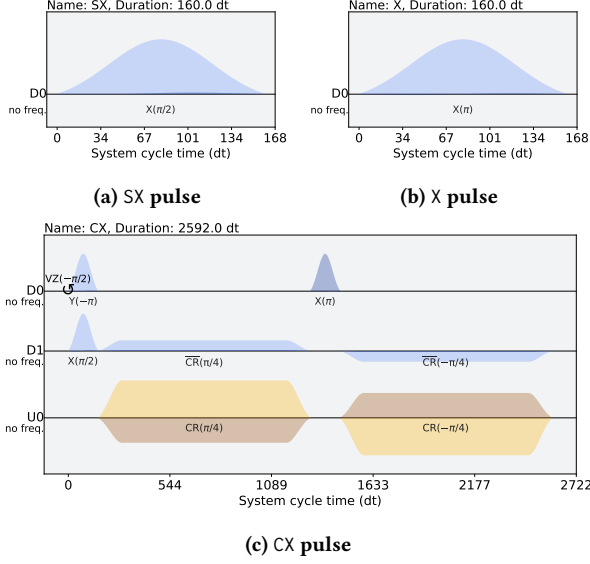 Name: SX, Duration: 160.0 dt
D0
no freq.
X(π/2)
0 34 67 101 134 168
System cycle time (dt)
(a) SX pulse
Name: X, Duration: 160.0 dt
D0
no freq.
X(π)
0 34 67 101 134 168
System cycle time (dt)
(b) X pulse
Name: CX, Duration: 2592.0 dt
VZ(−π/2)
D0
no freq.
Y(−π)
X(π)
D1
no freq.
X(π/2)
C̅R̅(π/4)
C̅R̅(−π/4)
U0
no freq.
CR(π/4)
CR(−π/4)
0 544 1089 1633 2177 2722
System cycle time (dt)
(c) CX pulse